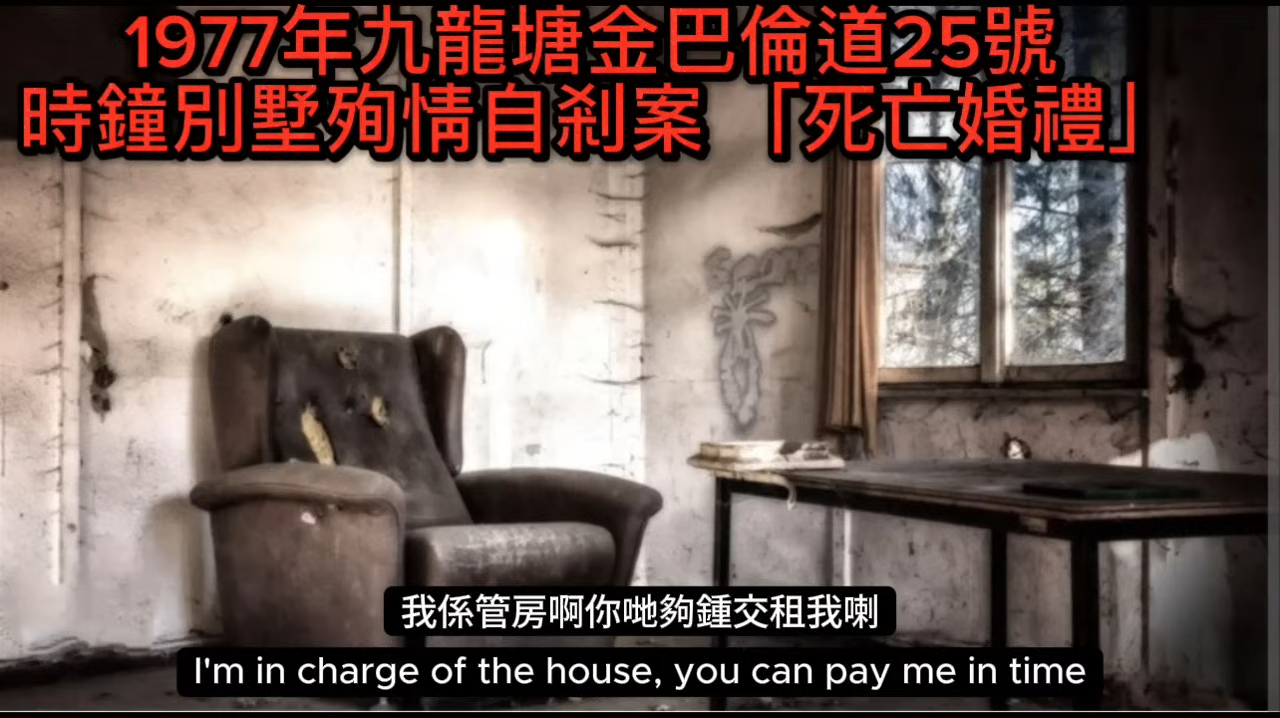 1977年九龍塘金巴倫道25號
時鐘別墅殉情自剎案 「死亡婚禮」
我係管房啊你哋夠鍾交租我喇
I'm in charge of the house, you can pay me in time